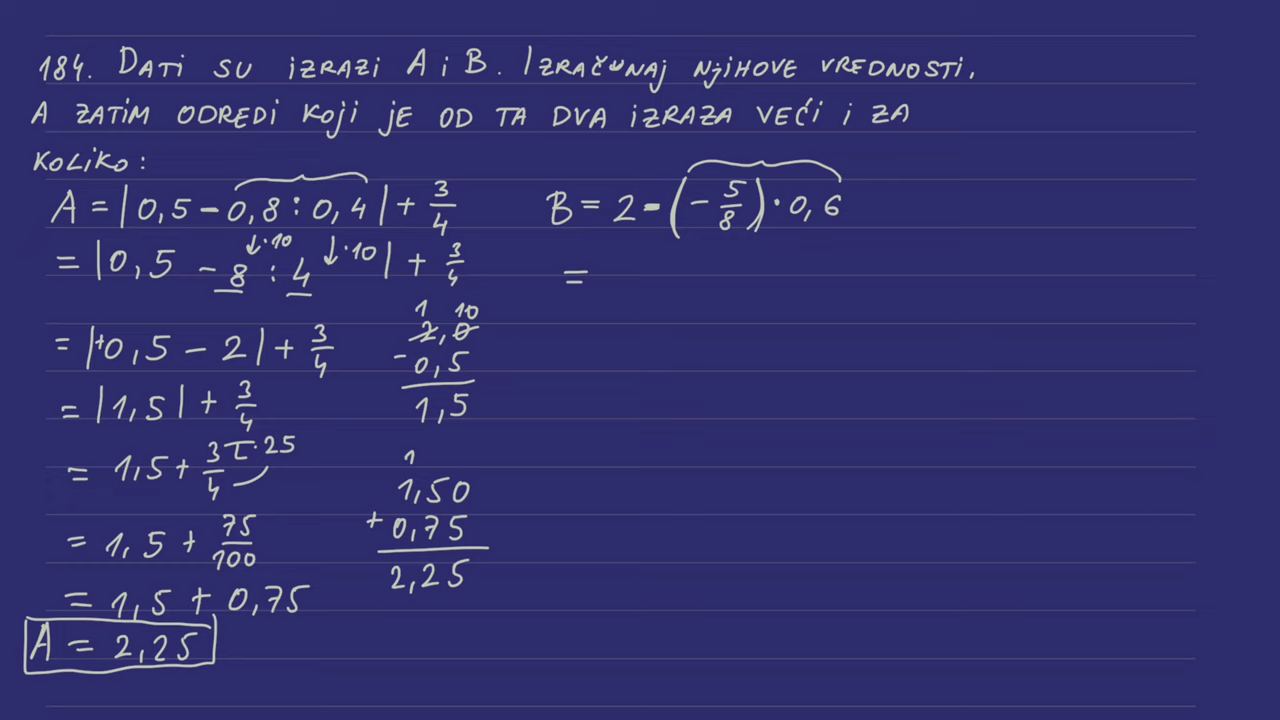 184. DATI SU IZRAZI A I B. IZRAČUNAJ NJIHOVE VREDNOSTI,
A ZATIM ODREDI KOJI JE OD TA DVA IZRAZA VEĆI I ZA
KOLIKO:
A = |0,5 - 0,8 : 0,4| + 3/4
= |0,5 - 8 : 4| + 3/4
↓·10 ↓·10
= |+0,5 - 2| + 3/4
= |1,5| + 3/4
= 1,5 + 3/4 ·25
= 1,5 + 75/100
= 1,5 + 0,75
A = 2,25
1 10
2,0
- 0,5
1,5
1
1,50
+ 0,75
2,25
B = 2 - (- 5/8) · 0,6
=